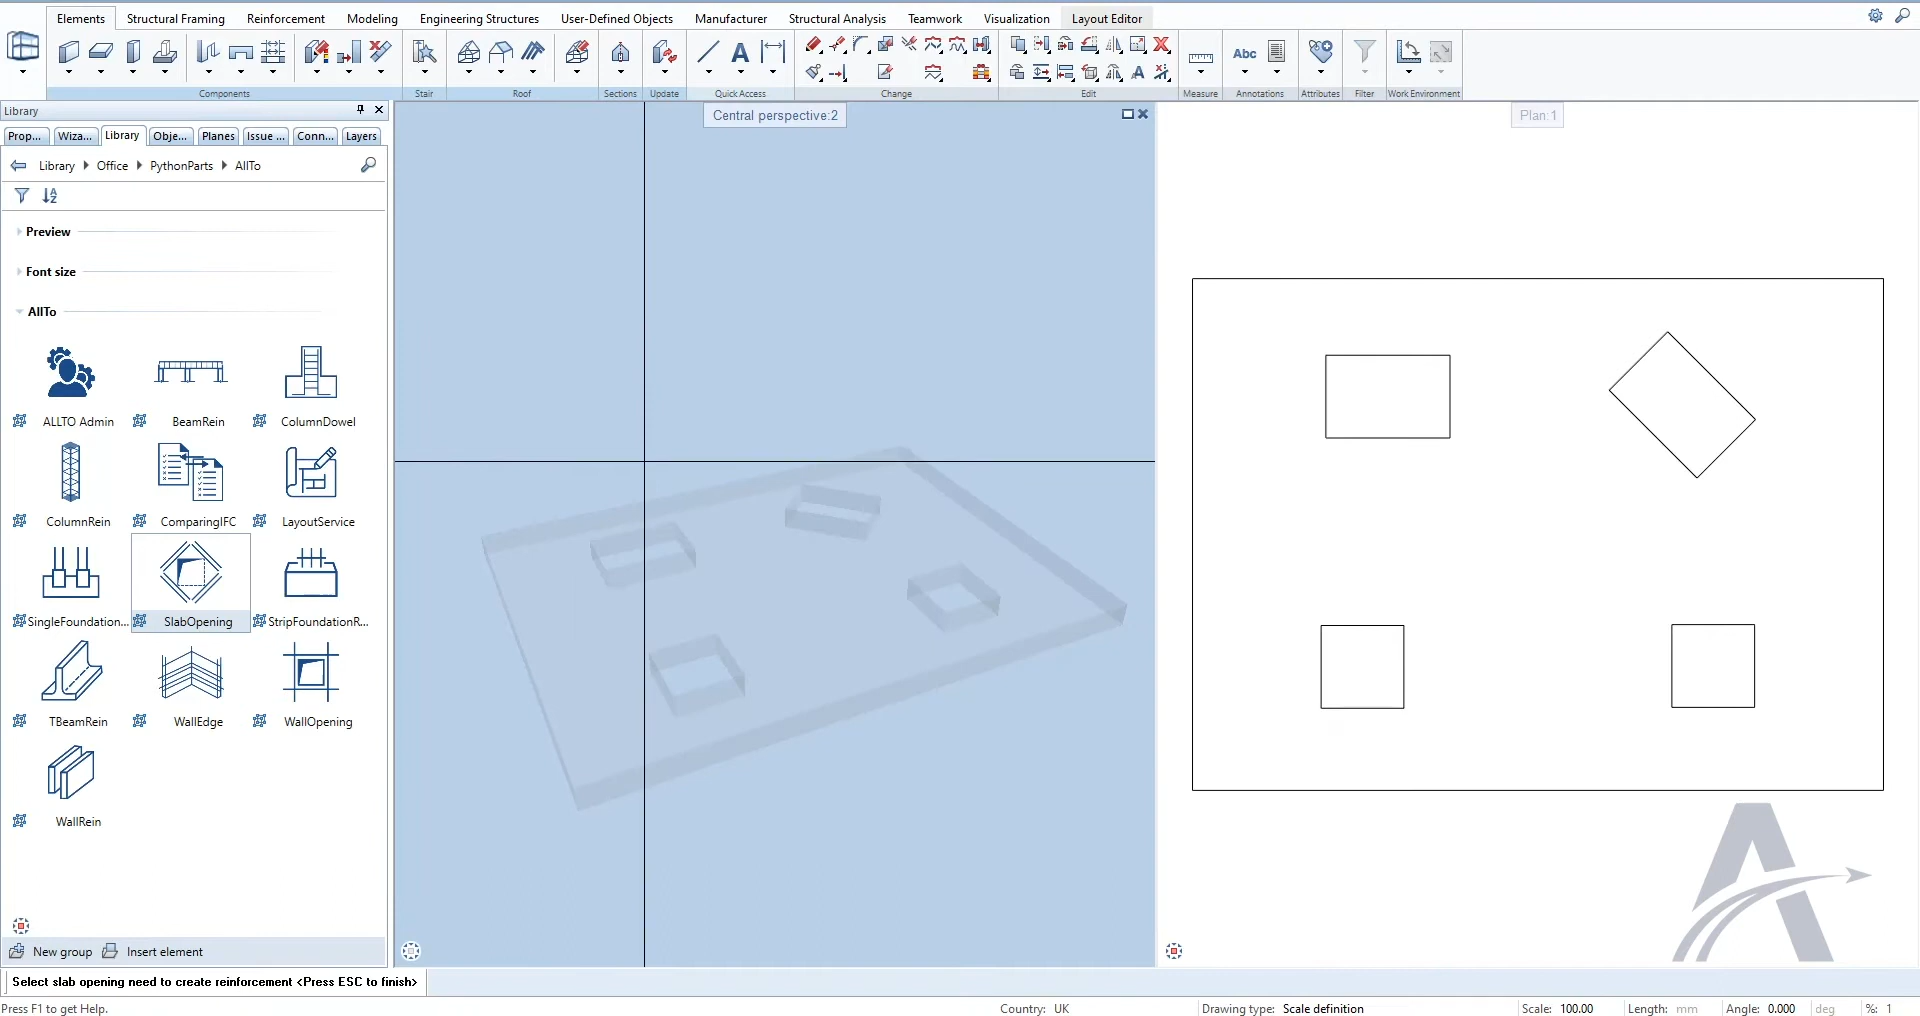 Elements Structural Framing Reinforcement Modeling Engineering Structures User-Defined Objects Manufacturer Structural Analysis Teamwork Visualization Layout Editor
A Abc A
Components Stair Roof Sections Update Quick Access Change Edit Measure Annotations Attributes Filter Work Environment
Library
Prop... Wiza... Library Obje... Planes Issue ... Conn... Layers
Library Office PythonParts AllTo
Preview
Font size
AllTo
ALLTO Admin BeamRein ColumnDowel
ColumnRein ComparingIFC LayoutService
SingleFoundation... SlabOpening StripFoundationR...
TBeamRein WallEdge WallOpening
WallRein
New group Insert element
Central perspective:2
Plan:1
Select slab opening need to create reinforcement <Press ESC to finish>
Press F1 to get Help. Country: UK Drawing type: Scale definition Scale: 100.00 Length: mm Angle: 0.000 deg %: 1